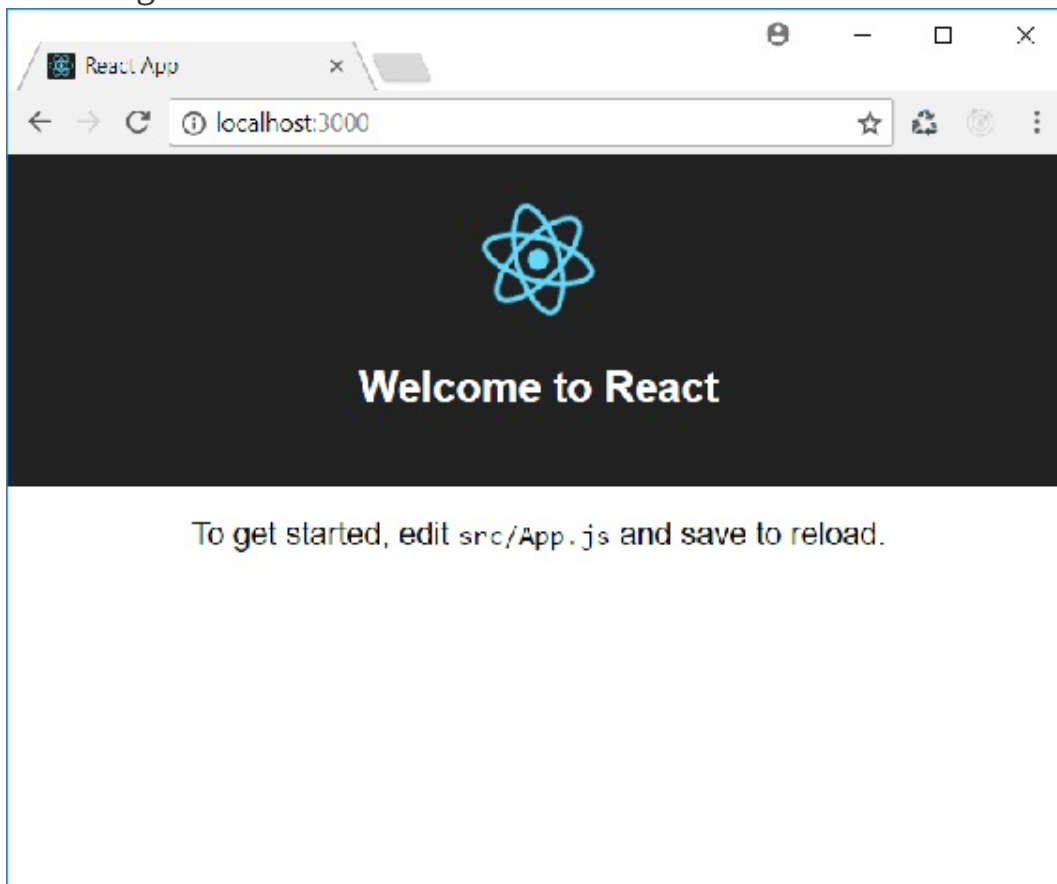 React App
localhost:3000
Welcome to React
To get started, edit src/App.js and save to reload.